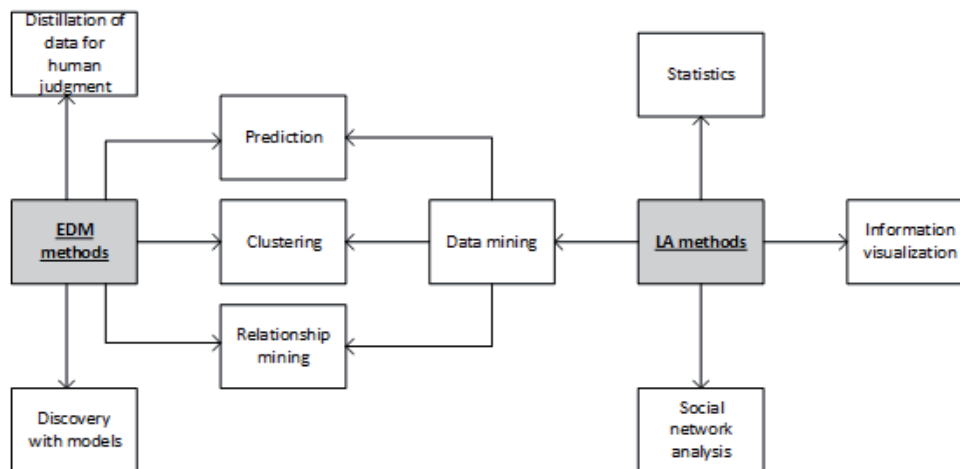 Distillation of
data for
human
judgment
Statistics
Prediction
EDM
methods
Clustering
Data mining
LA methods
Information
visualization
Relationship
mining
Discovery
with models
Social
network
analysis